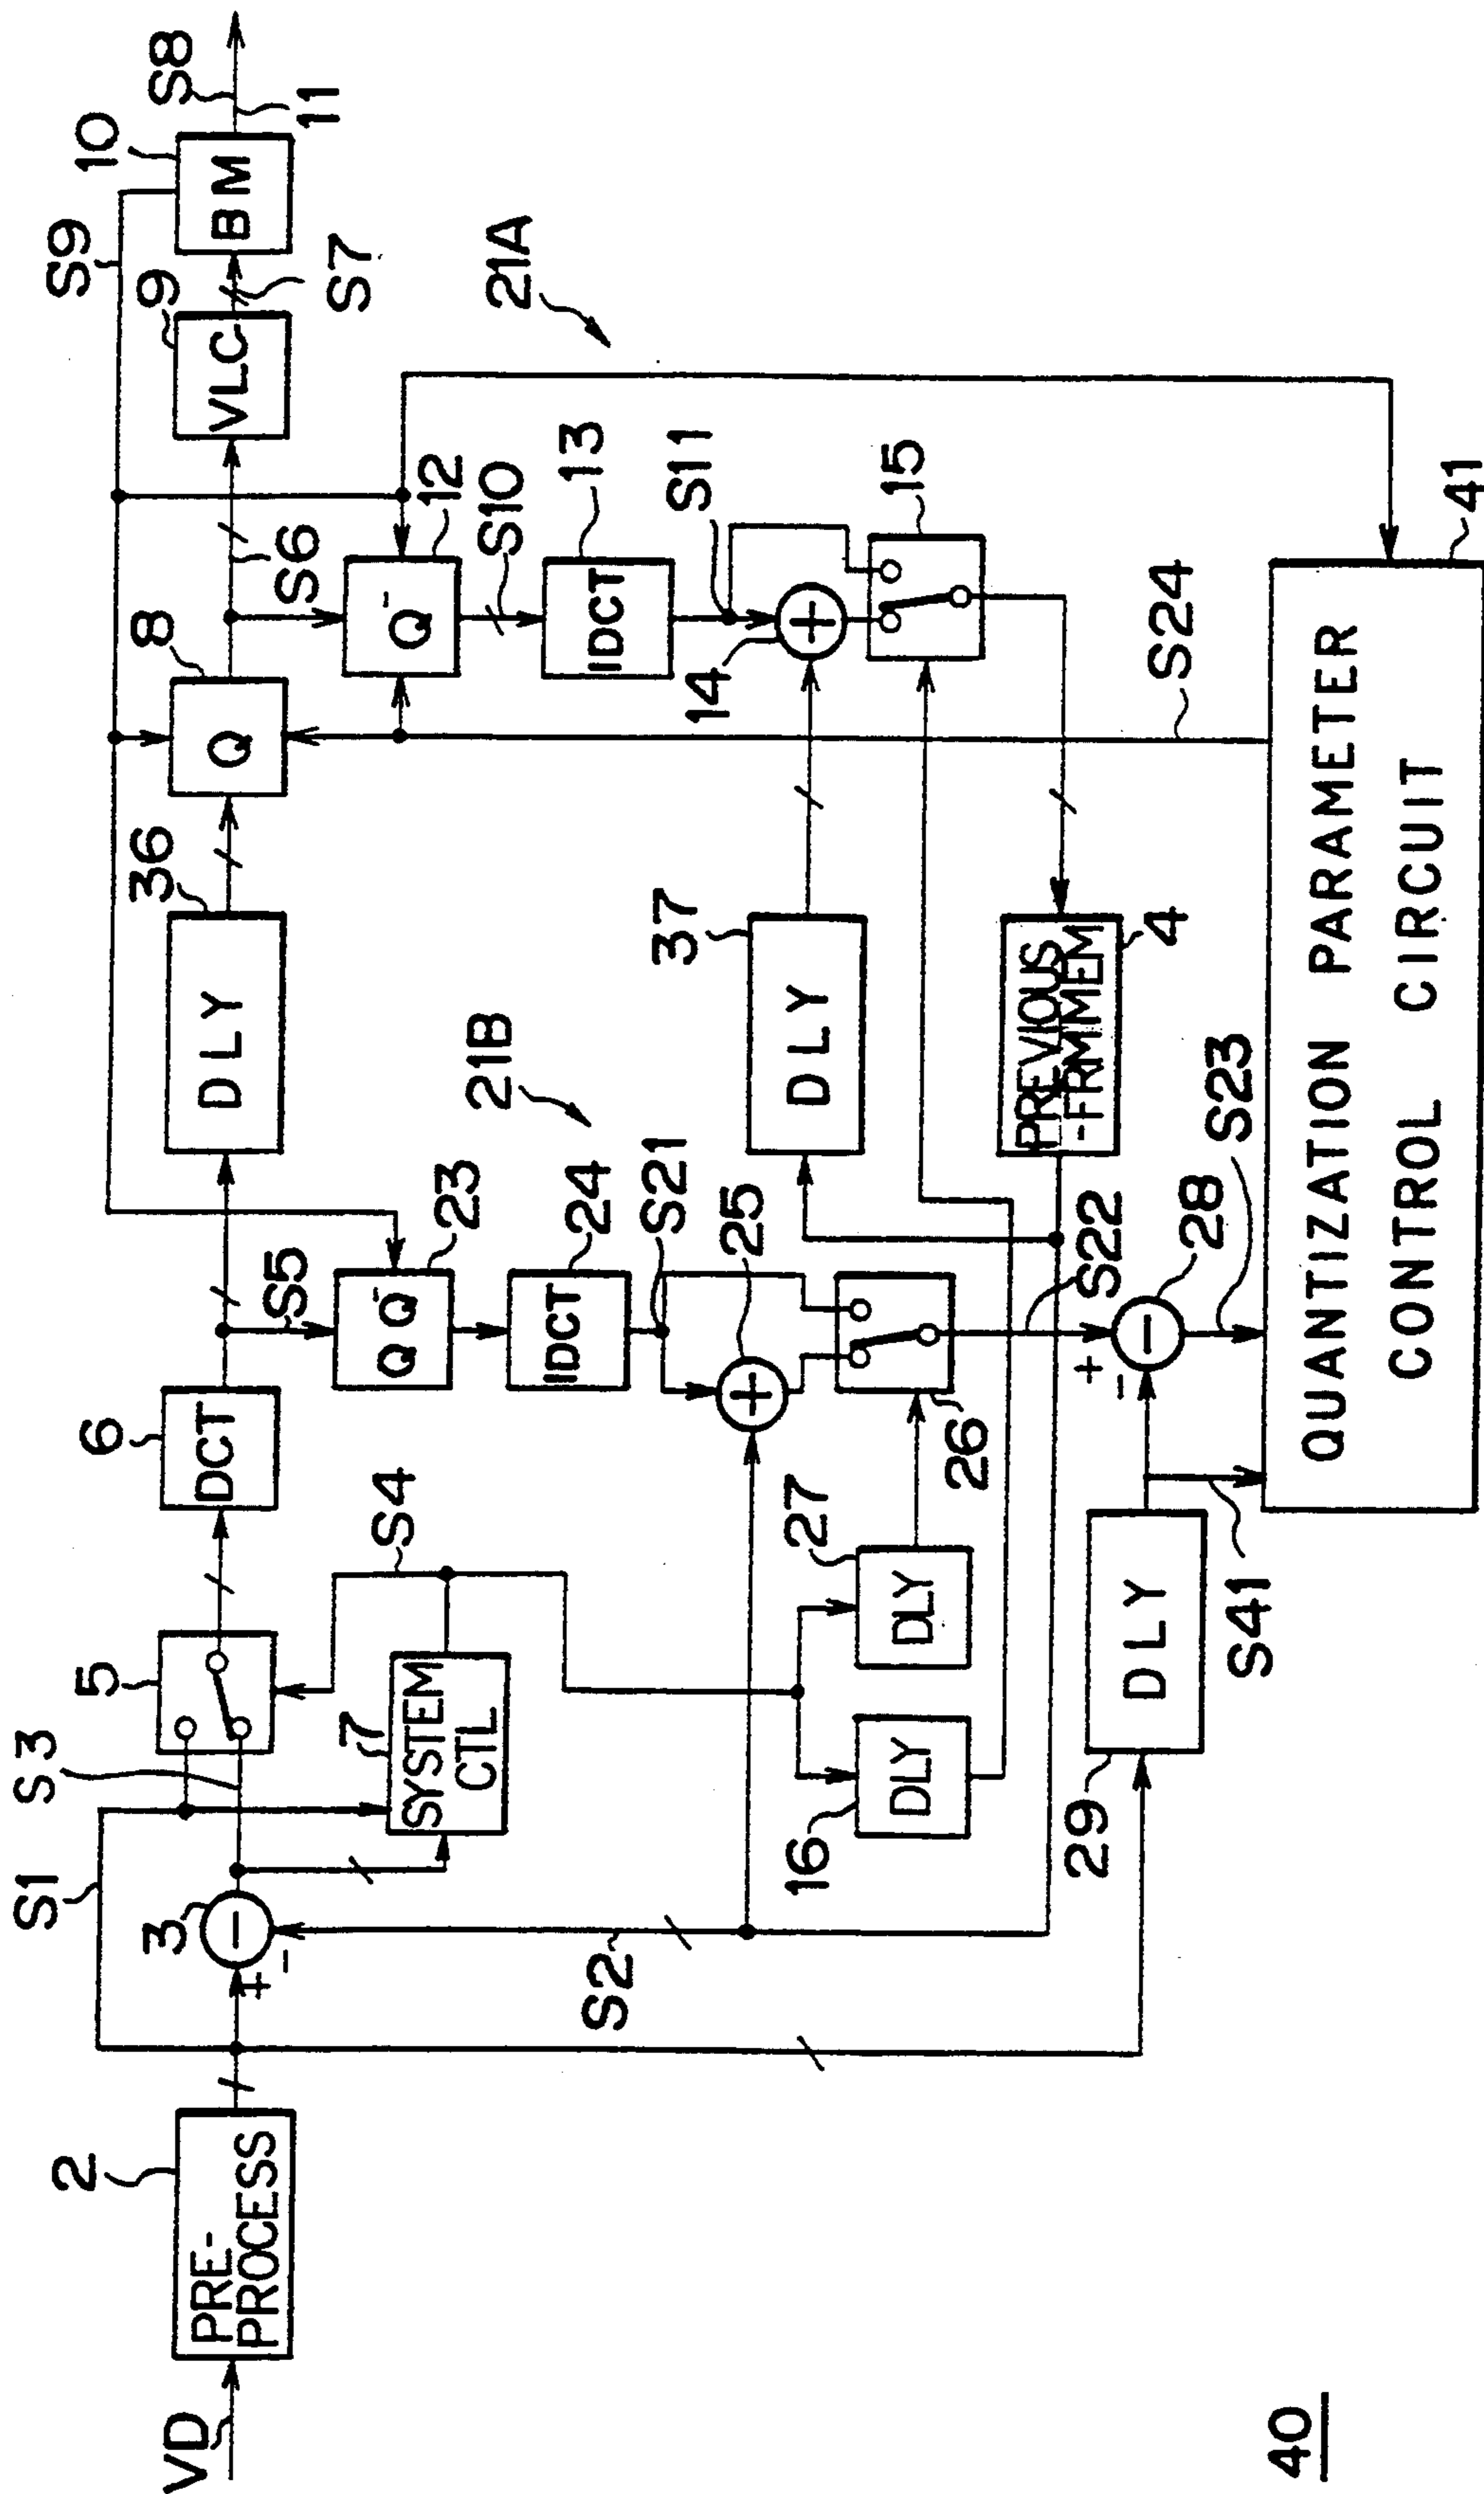 S1
S3
S9
10
S8
2
3
5
6
36
8
9
11
VD
PRE-
PROCESS
+
-
-
DCT
DLY
Q
VLC
BM
S7
7
SYSTEM
CTL
S4
S5
S6
Q Q⁻
23
Q⁻
12
S10
21B
21A
IDCT
24
IDCT
13
S2
S21
25
37
14
S11
+
DLY
+
15
16
DLY
27
DLY
26
PREVIOUS
-FRMMEM
4
29
DLY
S22
+
-
-
28
S41
S23
S24
41
QUANTIZATION PARAMETER
CONTROL CIRCUIT
40